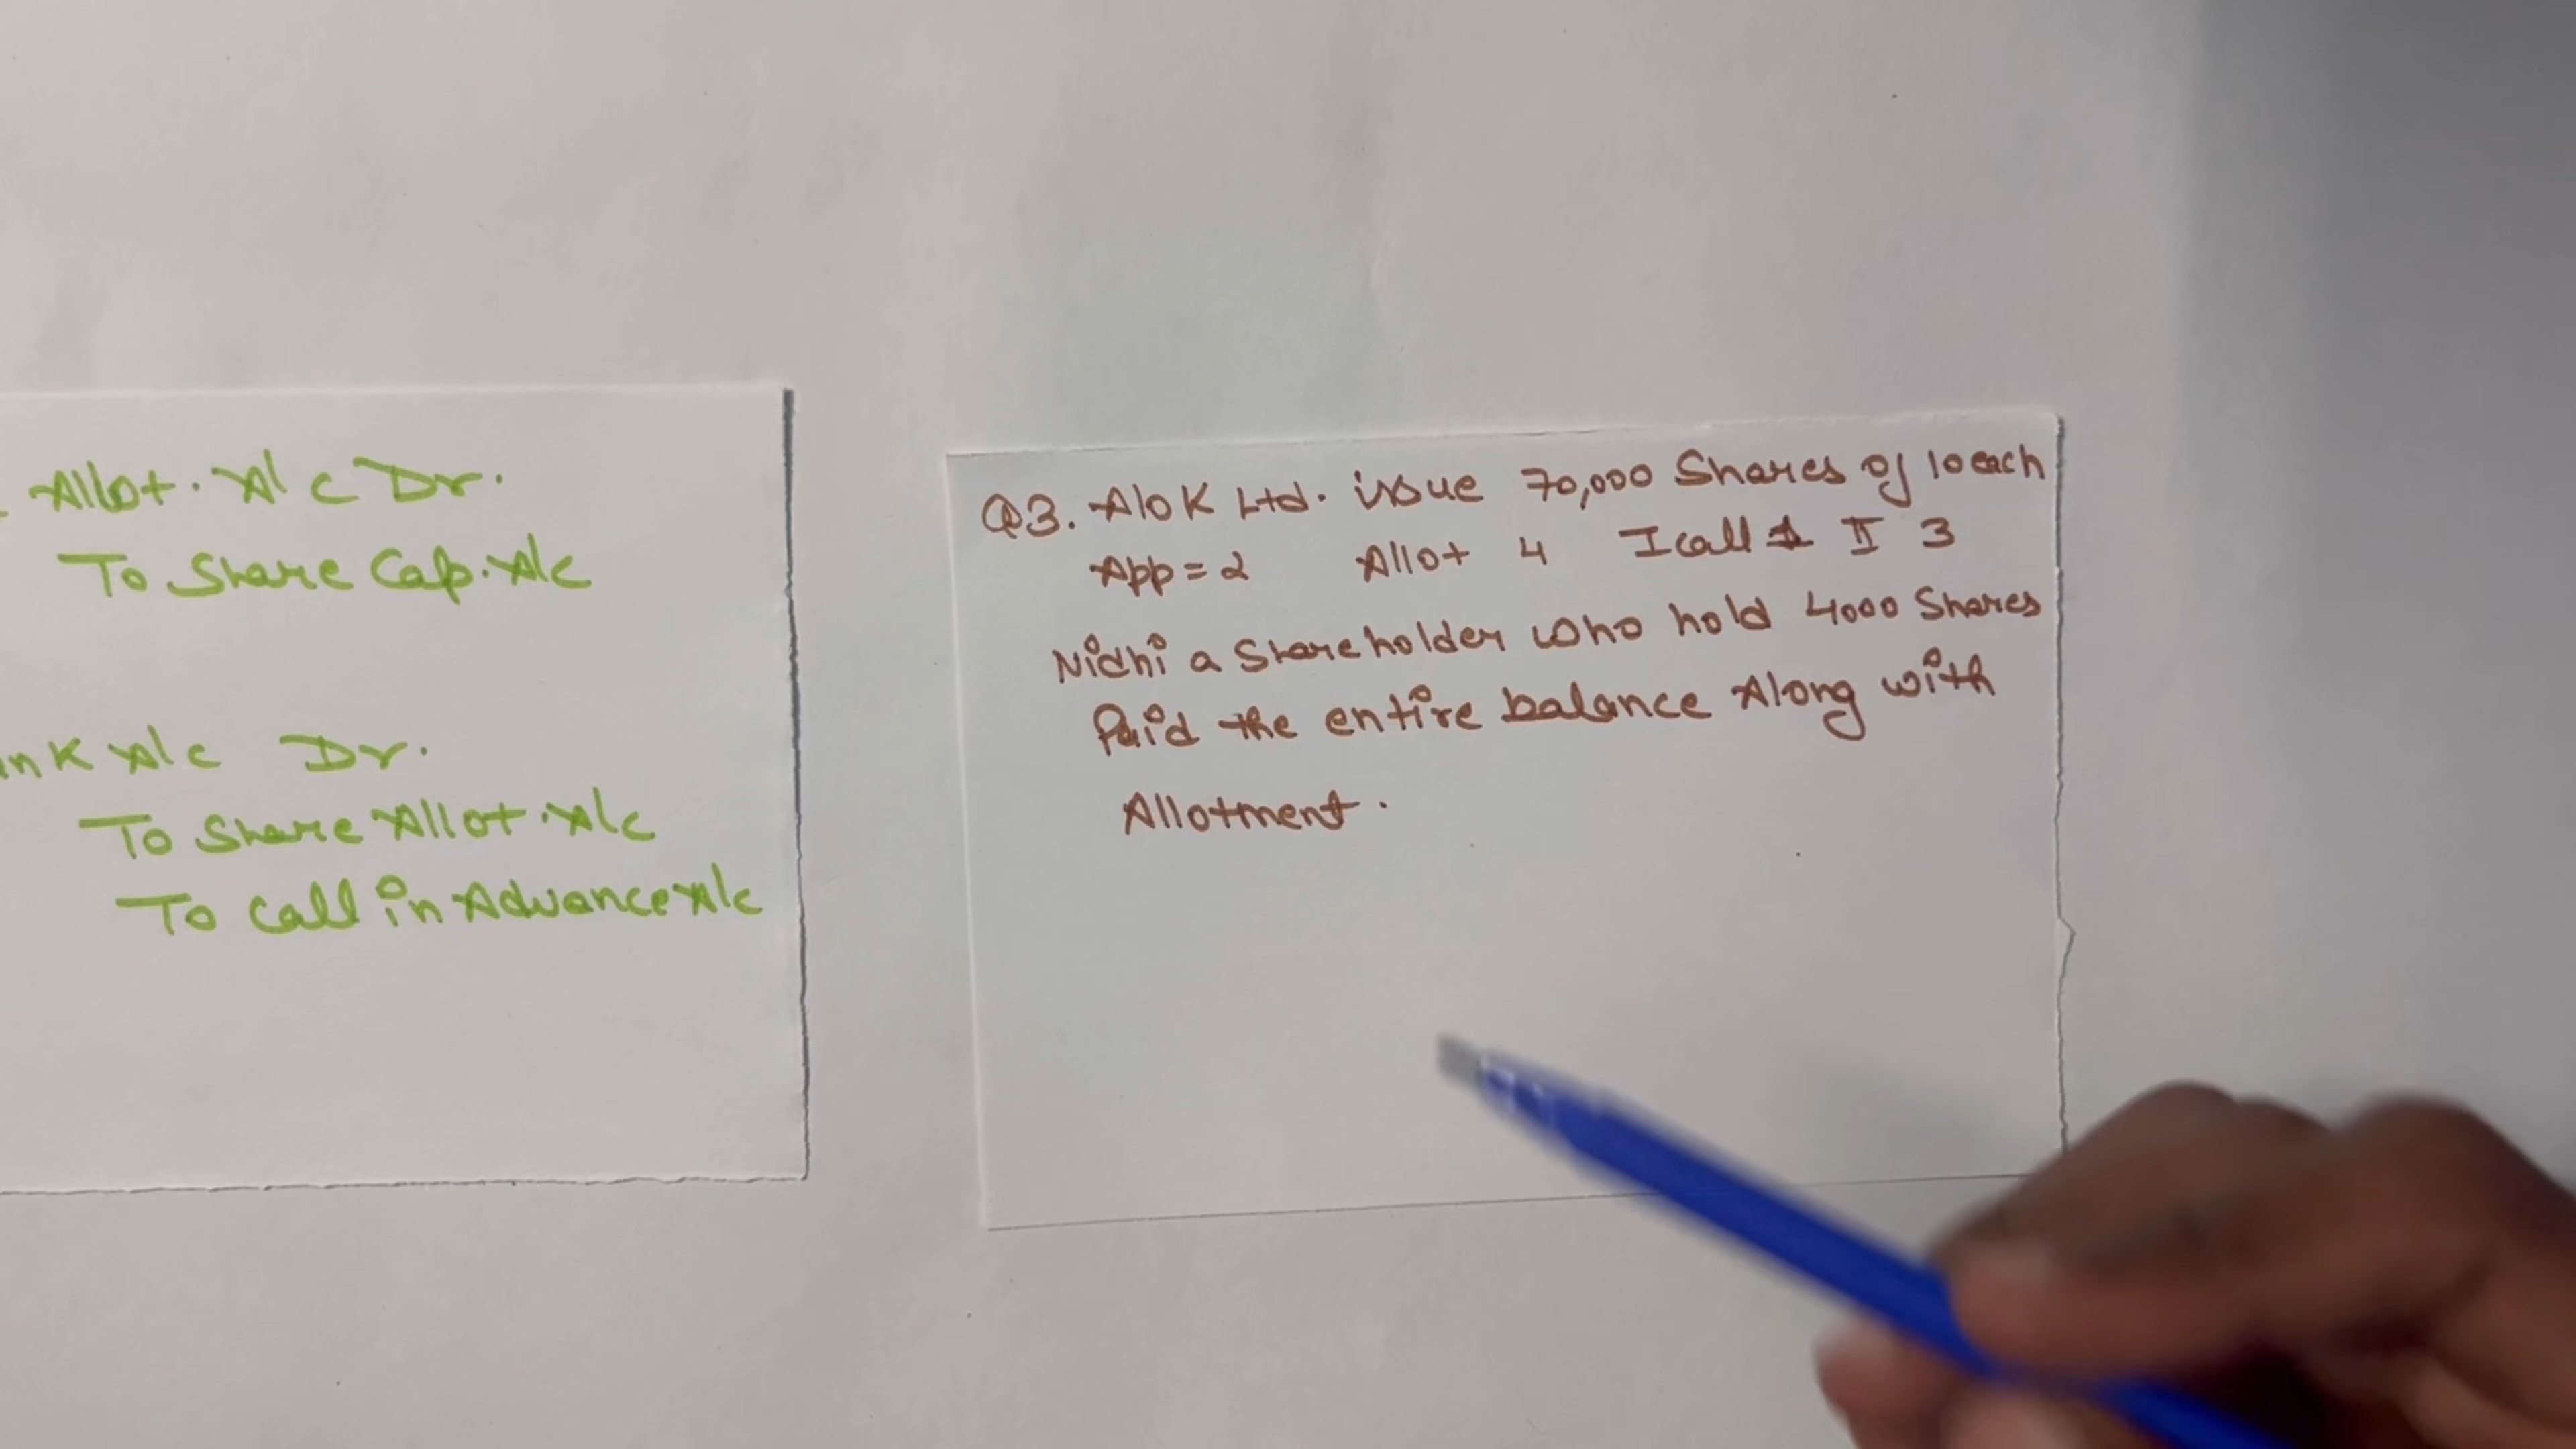 Allot. A/c Dr.
To Share Cap. A/c
A/c Dr.
To Share Allot. A/c
To Call in Advance A/c
Q3. Alok Ltd. issue 70,000 Shares of 10 each
App = 2 Allot 4 I call 1 II 3
Nidhi a Shareholder who hold 4000 Shares
Paid the entire balance Along with
Allotment.